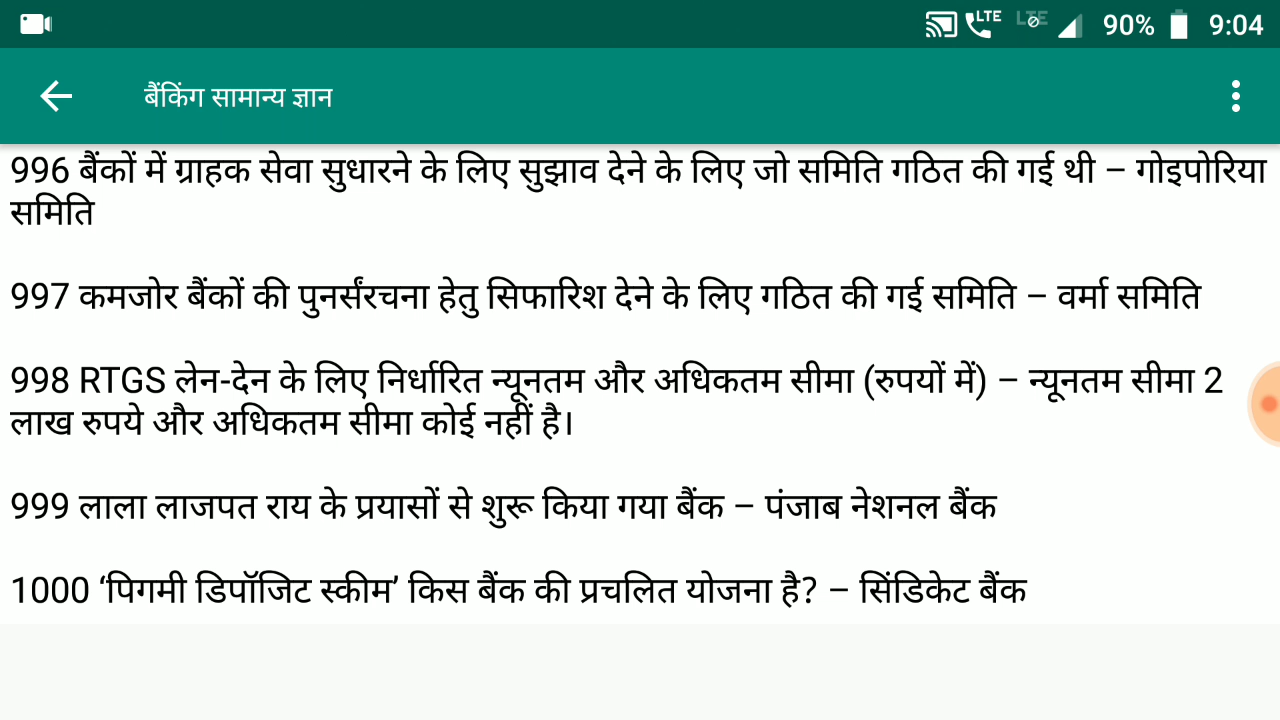 LTE LTE 90% 9:04
बैंकिंग सामान्य ज्ञान
996 बैंकों में ग्राहक सेवा सुधारने के लिए सुझाव देने के लिए जो समिति गठित की गई थी – गोइपोरिया
समिति
997 कमजोर बैंकों की पुनर्संरचना हेतु सिफारिश देने के लिए गठित की गई समिति – वर्मा समिति
998 RTGS लेन-देन के लिए निर्धारित न्यूनतम और अधिकतम सीमा (रुपयों में) – न्यूनतम सीमा 2
लाख रुपये और अधिकतम सीमा कोई नहीं है।
999 लाला लाजपत राय के प्रयासों से शुरू किया गया बैंक – पंजाब नेशनल बैंक
1000 ‘पिगमी डिपॉजिट स्कीम’ किस बैंक की प्रचलित योजना है? – सिंडिकेट बैंक